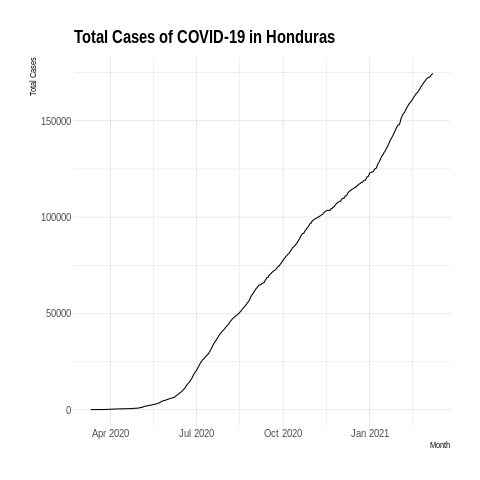 Total Cases of COVID-19 in Honduras
Total Cases
150000
100000
50000
0
Apr 2020 Jul 2020 Oct 2020 Jan 2021
Month